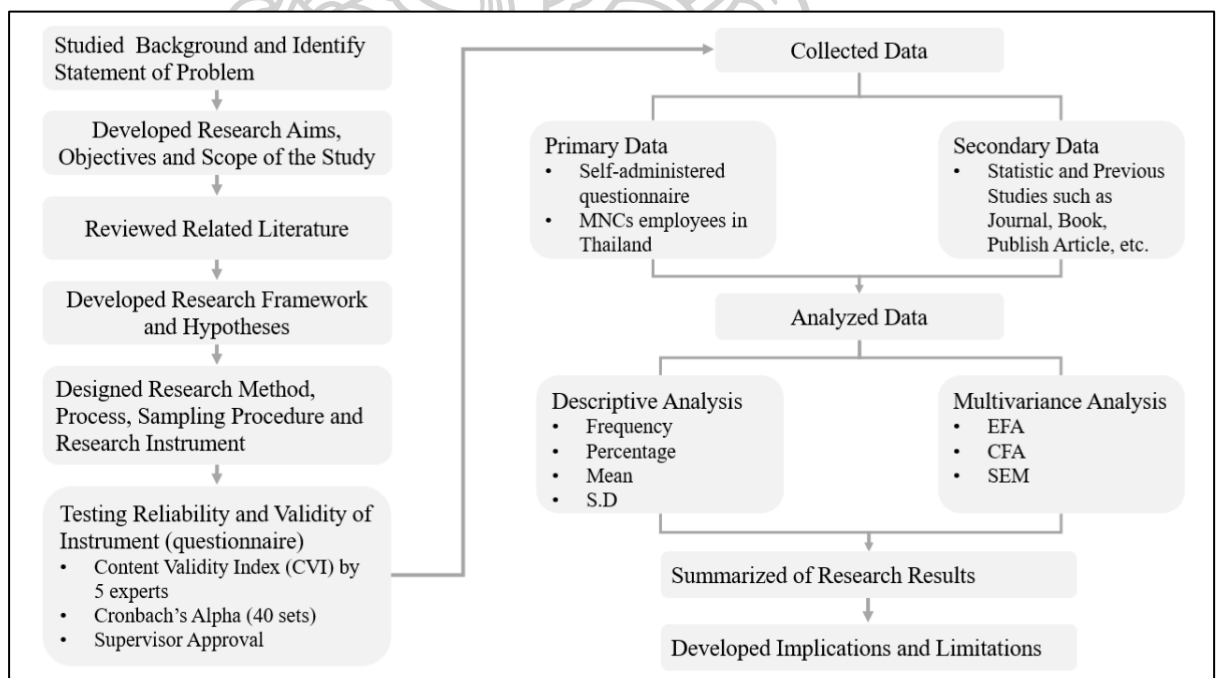 Studied Background and Identify
Statement of Problem
Developed Research Aims,
Objectives and Scope of the Study
Reviewed Related Literature
Developed Research Framework
and Hypotheses
Designed Research Method,
Process, Sampling Procedure and
Research Instrument
Testing Reliability and Validity of
Instrument (questionnaire)
• Content Validity Index (CVI) by
5 experts
• Cronbach's Alpha (40 sets)
• Supervisor Approval
Collected Data
Primary Data
• Self-administered
questionnaire
• MNCs employees in
Thailand
Secondary Data
• Statistic and Previous
Studies such as
Journal, Book,
Publish Article, etc.
Analyzed Data
Descriptive Analysis
• Frequency
• Percentage
• Mean
• S.D
Multivariance Analysis
• EFA
• CFA
• SEM
Summarized of Research Results
Developed Implications and Limitations